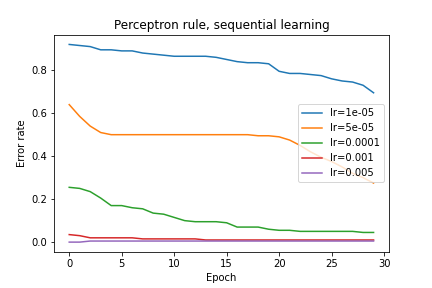 Perceptron rule, sequential learning
Error rate
0.8
0.6
0.4
0.2
0.0
lr=1e-05
lr=5e-05
lr=0.0001
lr=0.001
lr=0.005
0 5 10 15 20 25 30
Epoch